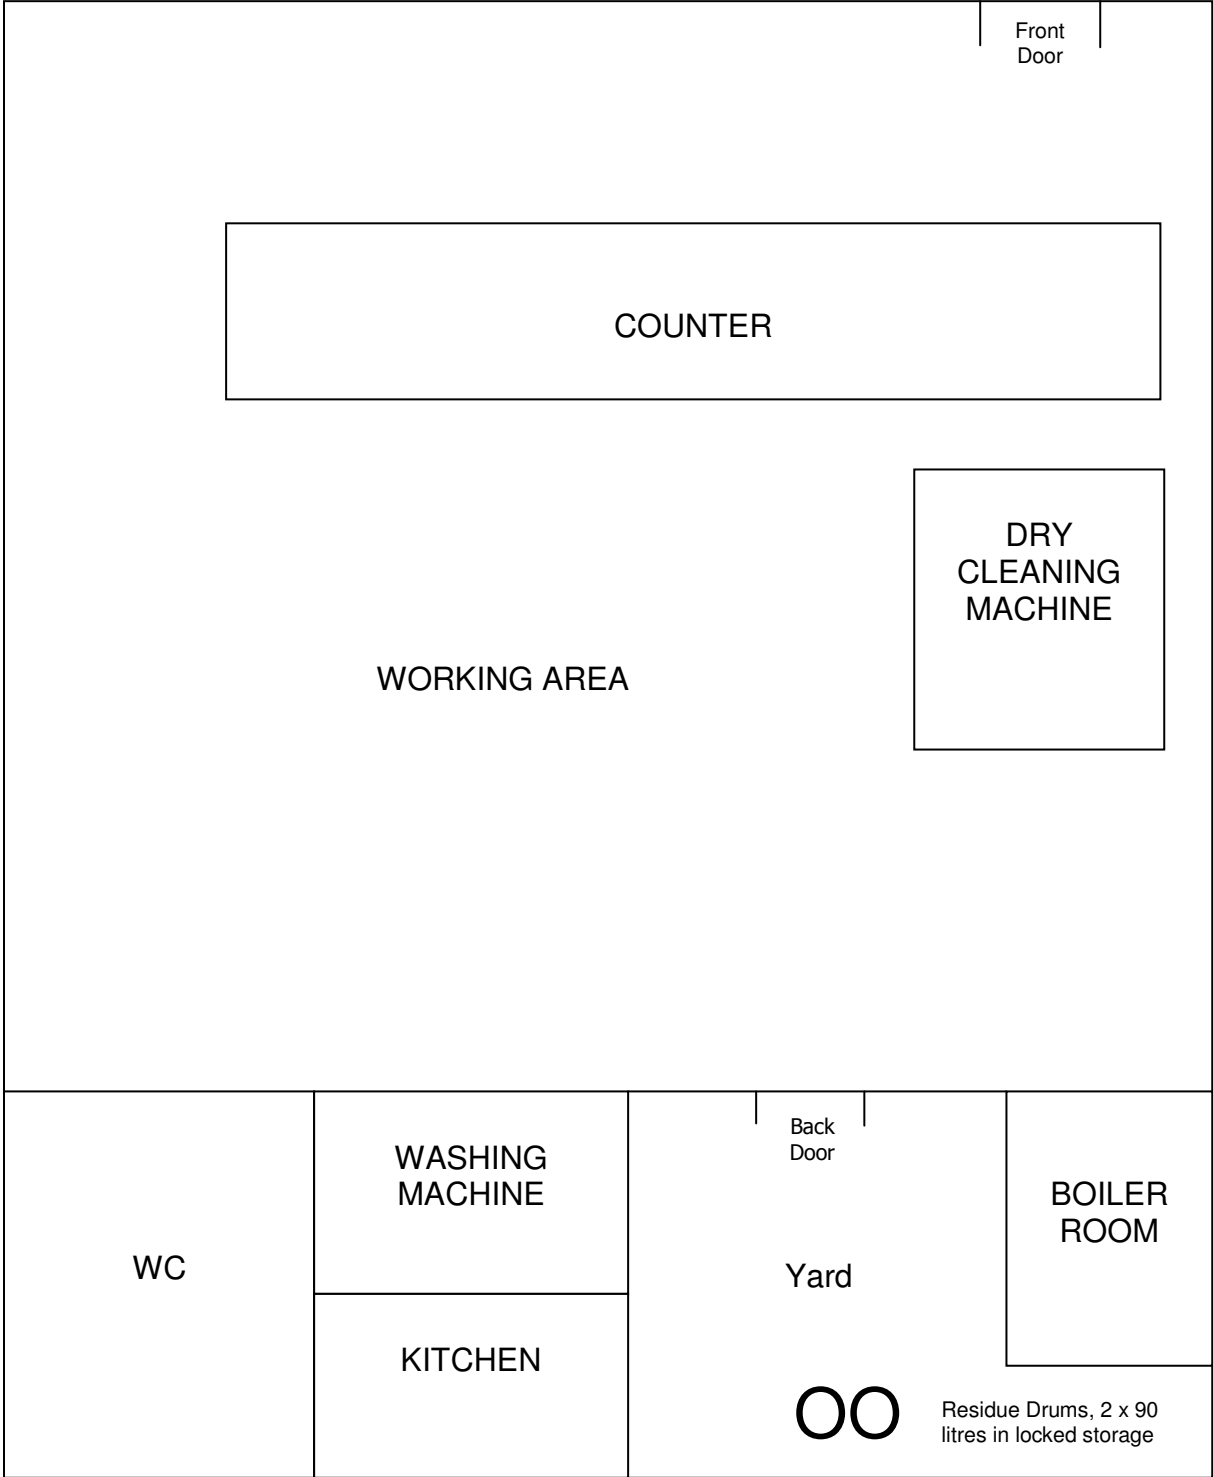 Front
Door
COUNTER
DRY
CLEANING
MACHINE
WORKING AREA
Back
Door
WASHING
MACHINE
BOILER
ROOM
WC
Yard
KITCHEN
OO
Residue Drums, 2 x 90
litres in locked storage